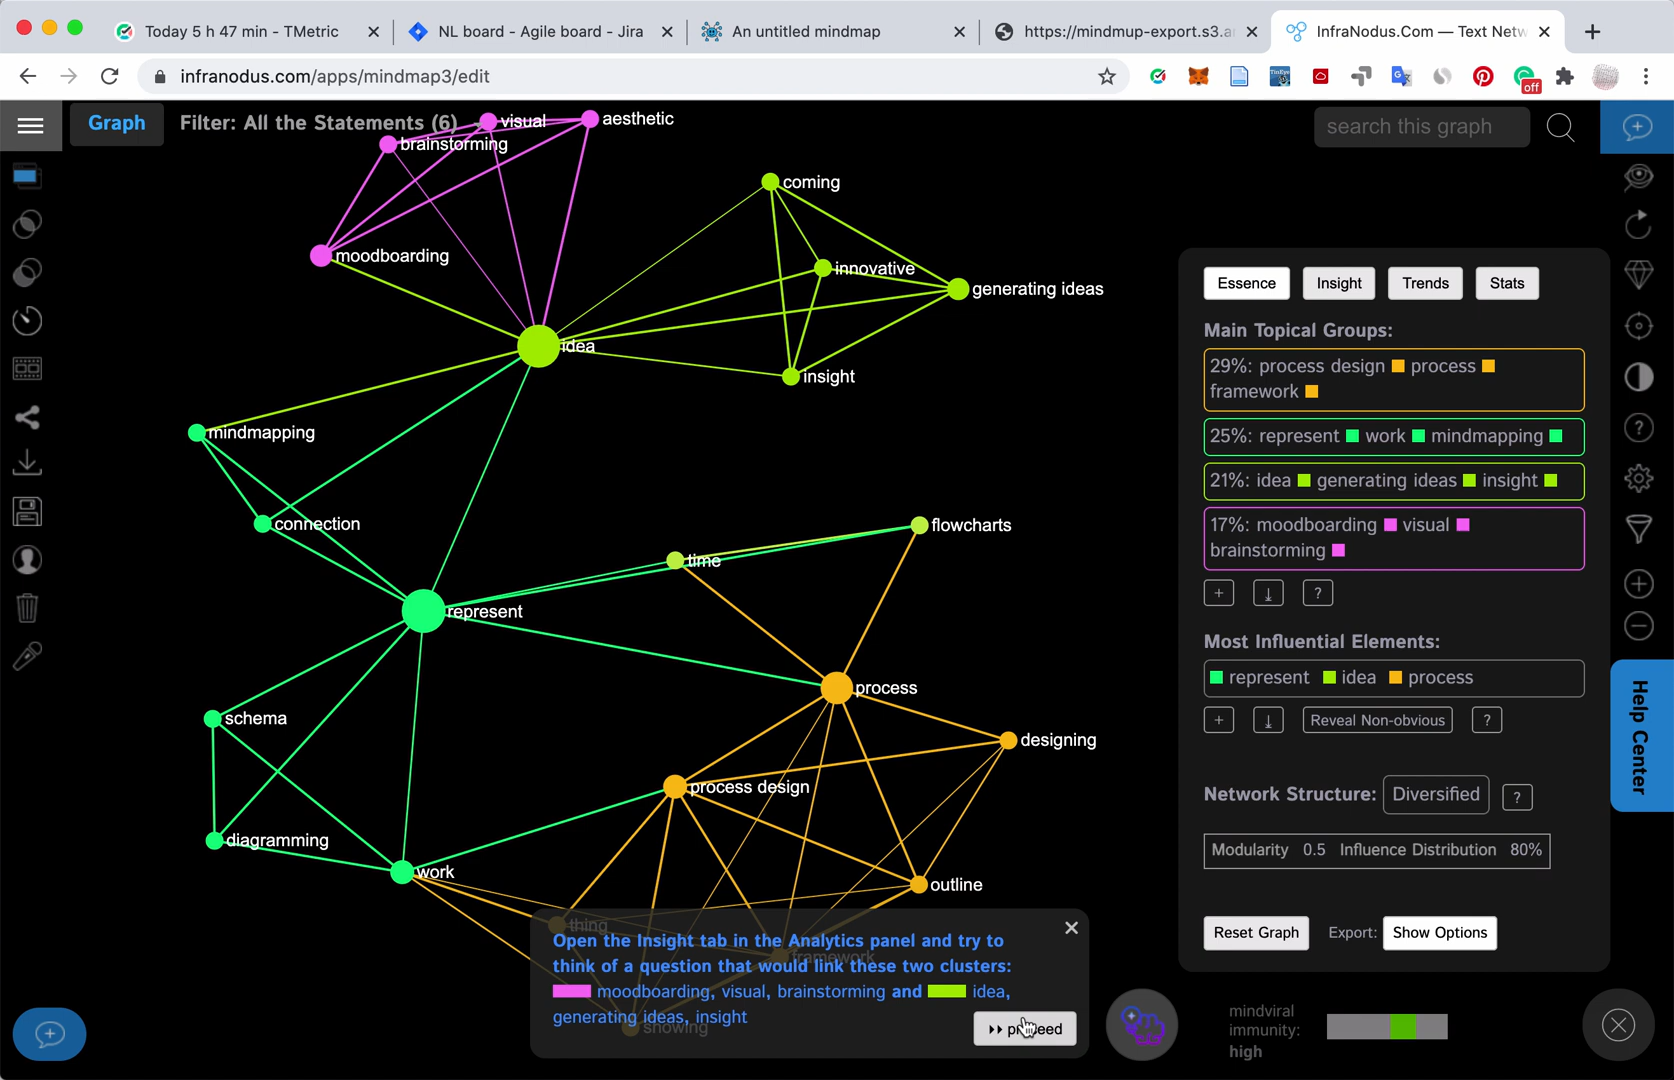 Today 5 h 47 min - TMetric
NL board - Agile board - Jira
An untitled mindmap
https://mindmup-export.s3.a
InfraNodus.Com — Text Netw
infranodus.com/apps/mindmap3/edit
off
Graph
Filter: All the Statements (6)
search this graph
visual
aesthetic
brainstorming
coming
moodboarding
innovative
generating ideas
idea
insight
mindmapping
connection
flowcharts
time
represent
process
schema
designing
process design
diagramming
work
outline
thing
framework
showing
Essence
Insight
Trends
Stats
Main Topical Groups:
29%: process design process
framework
25%: represent work mindmapping
21%: idea generating ideas insight
17%: moodboarding visual
brainstorming
+
?
Most Influential Elements:
represent idea process
+
Reveal Non-obvious
?
Network Structure: Diversified ?
Modularity 0.5 Influence Distribution 80%
Reset Graph
Export:
Show Options
Help Center
Open the Insight tab in the Analytics panel and try to
think of a question that would link these two clusters:
moodboarding, visual, brainstorming and idea,
generating ideas, insight
proceed
mindviral
immunity:
high